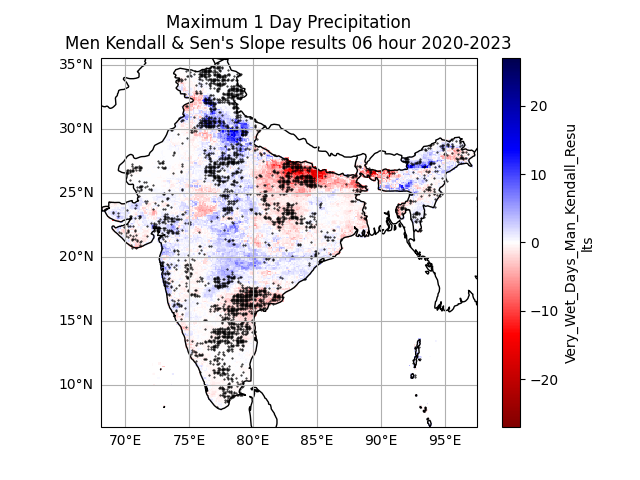 Maximum 1 Day Precipitation
Men Kendall & Sen's Slope results 06 hour 2020-2023
35°N
30°N
25°N
20°N
15°N
10°N
70°E 75°E 80°E 85°E 90°E 95°E
20
10
0
−10
−20
Very_Wet_Days_Man_Kendall_Resu
lts